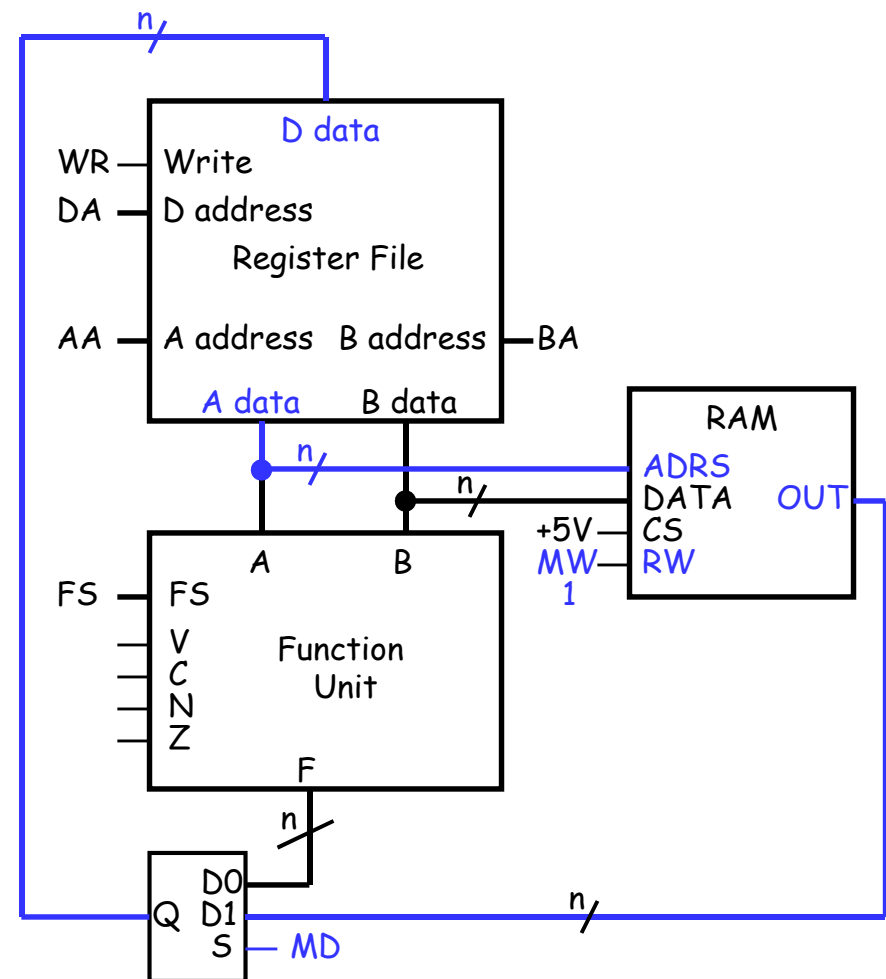 n
D data
WR Write
DA D address
Register File
AA A address B address BA
A data B data
RAM
n ADRS
n DATA OUT
+5V CS
MW RW
1
A B
FS FS
V
Function
C
Unit
N
Z
F
n
D0
Q D1 n
S MD